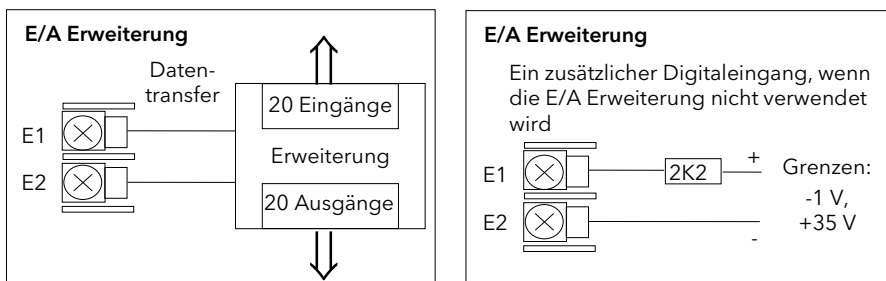 E/A Erweiterung
Daten-
transfer
20 Eingänge
E1
Erweiterung
E2
20 Ausgänge
E/A Erweiterung
Ein zusätzlicher Digitaleingang, wenn
die E/A Erweiterung nicht verwendet
wird
E1
2K2
+
Grenzen:
-1 V,
+35 V
E2
-